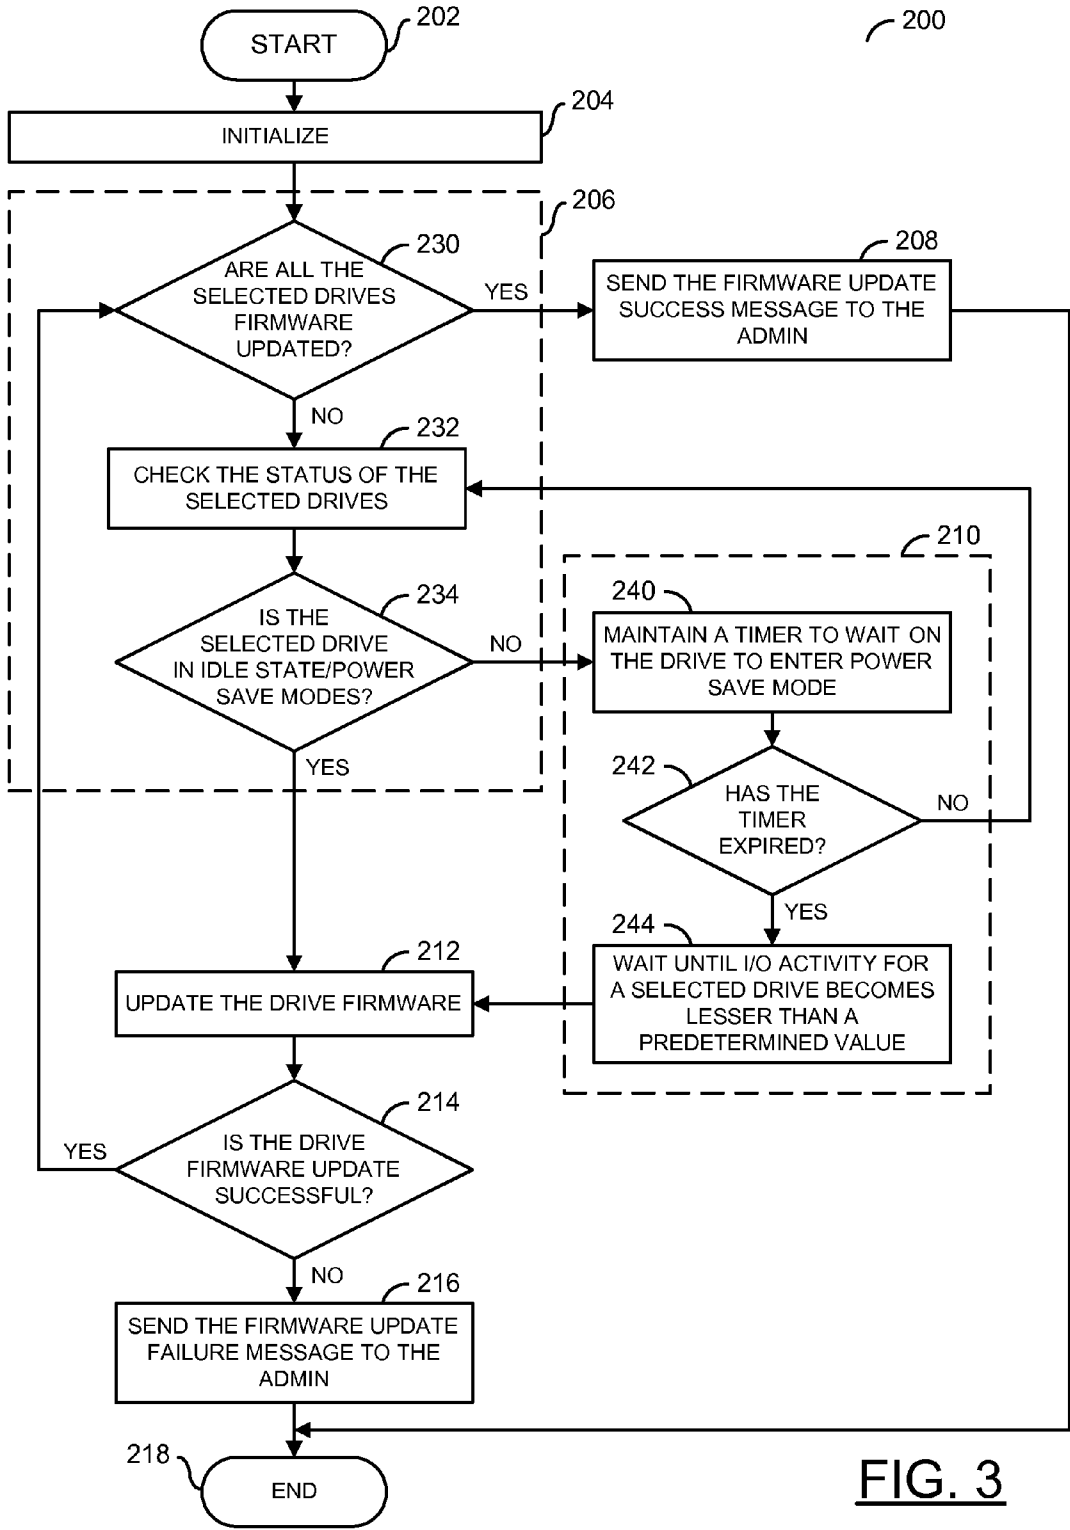 202
200
START
204
INITIALIZE
206
230
ARE ALL THE
SELECTED DRIVES
FIRMWARE
UPDATED?
YES
208
SEND THE FIRMWARE UPDATE
SUCCESS MESSAGE TO THE
ADMIN
NO
232
CHECK THE STATUS OF THE
SELECTED DRIVES
210
234
IS THE
SELECTED DRIVE
IN IDLE STATE/POWER
SAVE MODES?
NO
240
MAINTAIN A TIMER TO WAIT ON
THE DRIVE TO ENTER POWER
SAVE MODE
YES
242
HAS THE
TIMER
EXPIRED?
NO
YES
244
WAIT UNTIL I/O ACTIVITY FOR
A SELECTED DRIVE BECOMES
LESSER THAN A
PREDETERMINED VALUE
212
UPDATE THE DRIVE FIRMWARE
214
IS THE DRIVE
FIRMWARE UPDATE
SUCCESSFUL?
YES
NO
216
SEND THE FIRMWARE UPDATE
FAILURE MESSAGE TO THE
ADMIN
218
END
FIG. 3